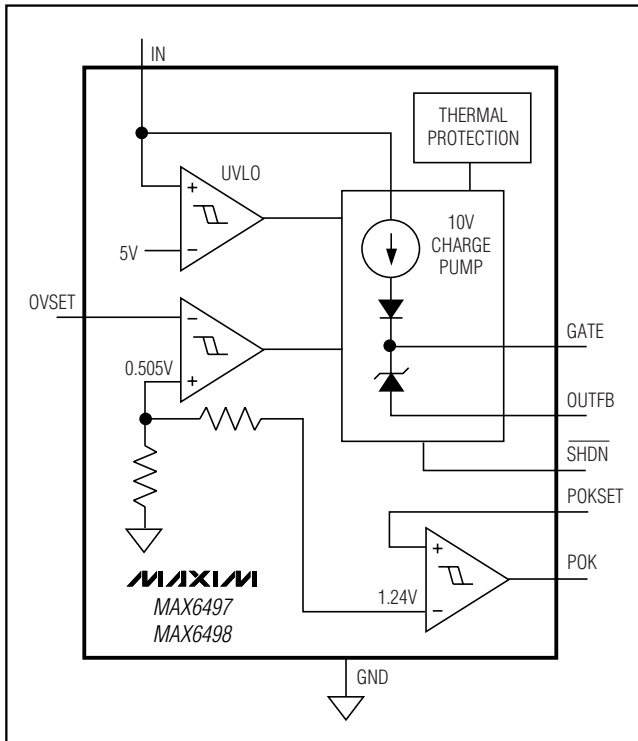 IN
THERMAL
PROTECTION
UVLO
+
5V
−
10V
CHARGE
PUMP
OVSET
−
0.505V
+
GATE
OUTFB
SHDN
POKSET
+
POK
1.24V
−
MAXIM
MAX6497
MAX6498
GND